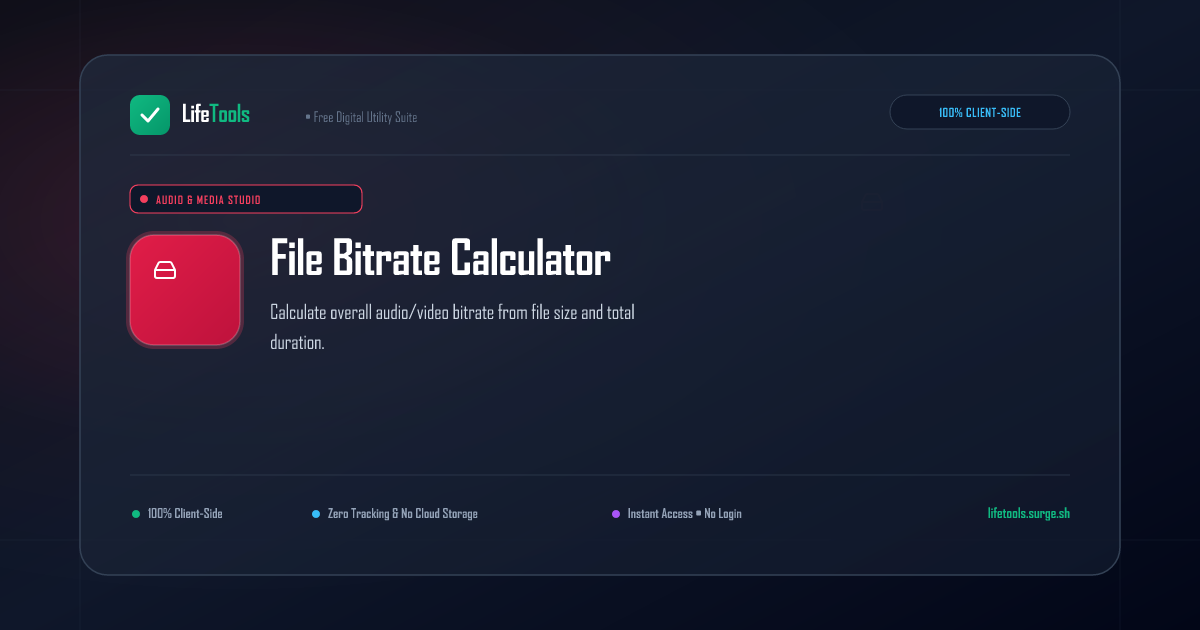 LifeTools
▪ Free Digital Utility Suite
100% CLIENT-SIDE
AUDIO & MEDIA STUDIO
File Bitrate Calculator
Calculate overall audio/video bitrate from file size and total
duration.
100% Client-Side
Zero Tracking & No Cloud Storage
Instant Access ▪ No Login
lifetools.surge.sh